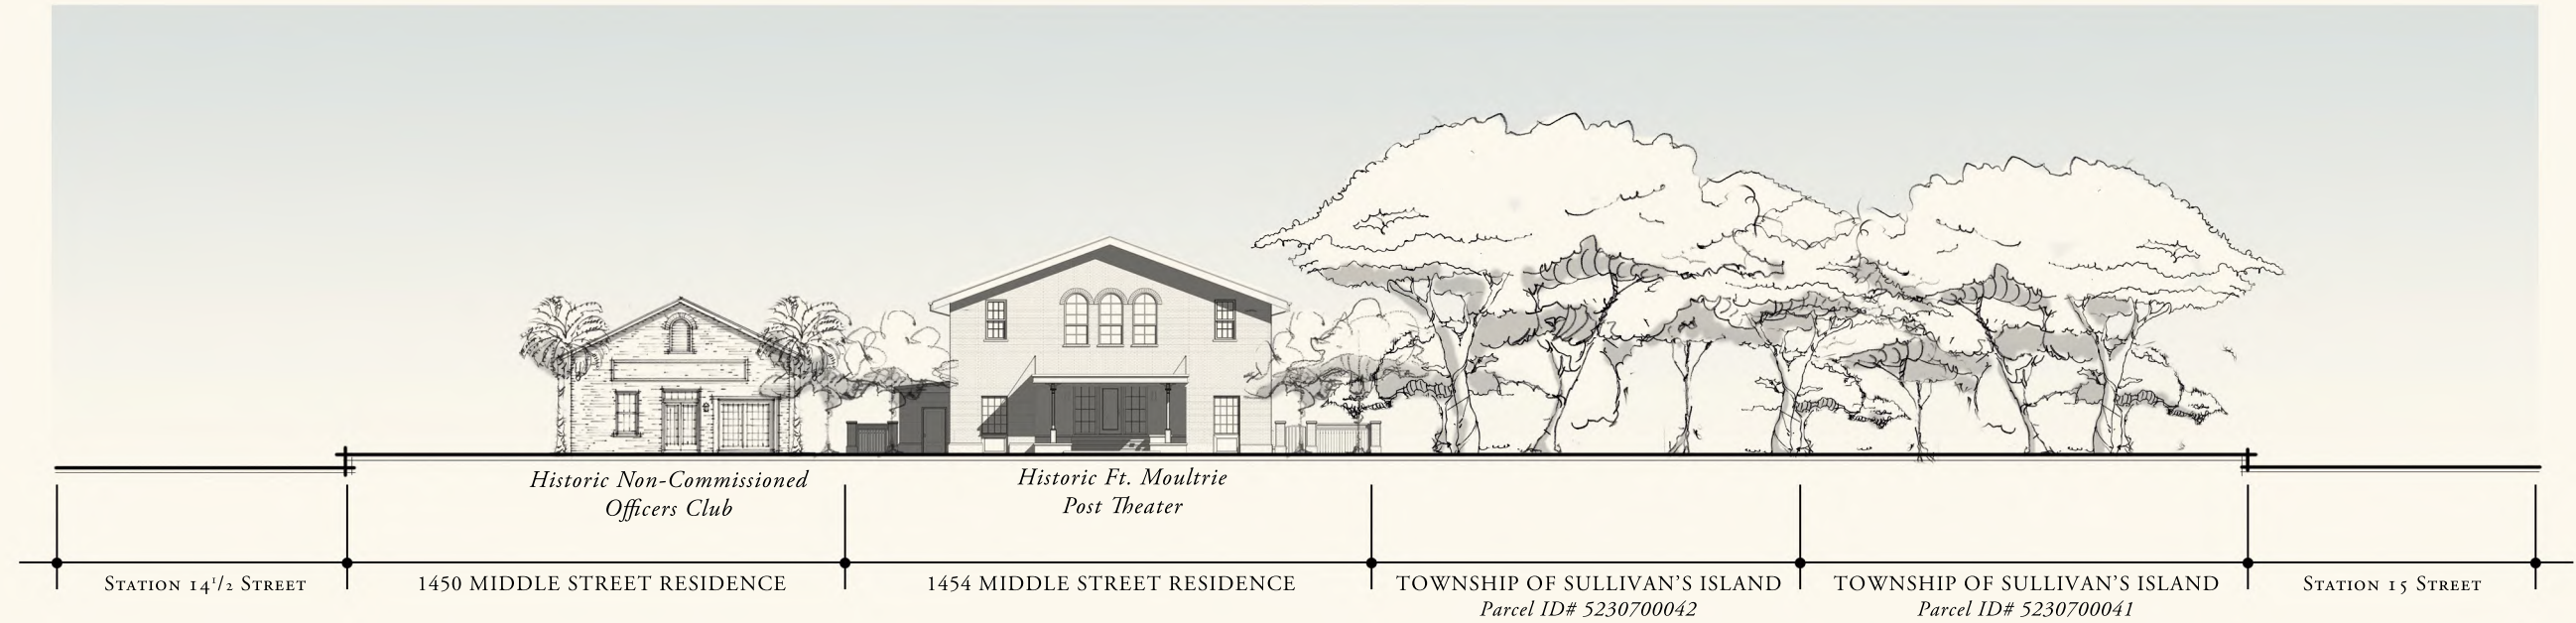 Historic Non-Commissioned
Officers Club
Historic Ft. Moultrie
Post Theater
Station 14 1/2 Street
1450 MIDDLE STREET RESIDENCE
1454 MIDDLE STREET RESIDENCE
TOWNSHIP OF SULLIVAN'S ISLAND
Parcel ID# 5230700042
TOWNSHIP OF SULLIVAN'S ISLAND
Parcel ID# 5230700041
Station 15 Street